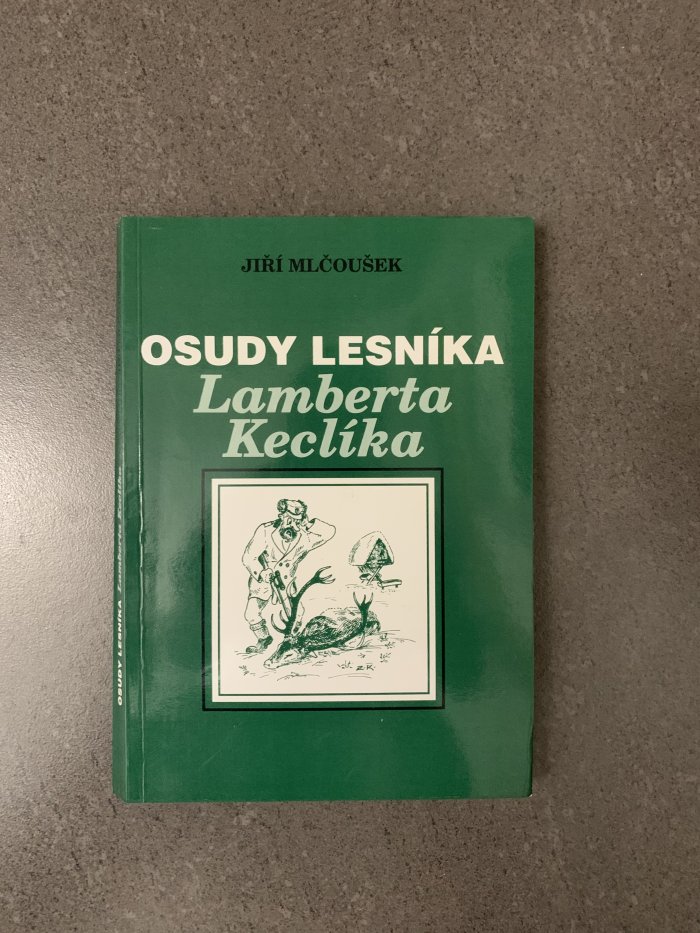 JIŘÍ MLČOUŠEK
OSUDY LESNÍKA
Lamberta
Keclíka
Z.R.
OSUDY LESNÍKA Lamberta Keclíka